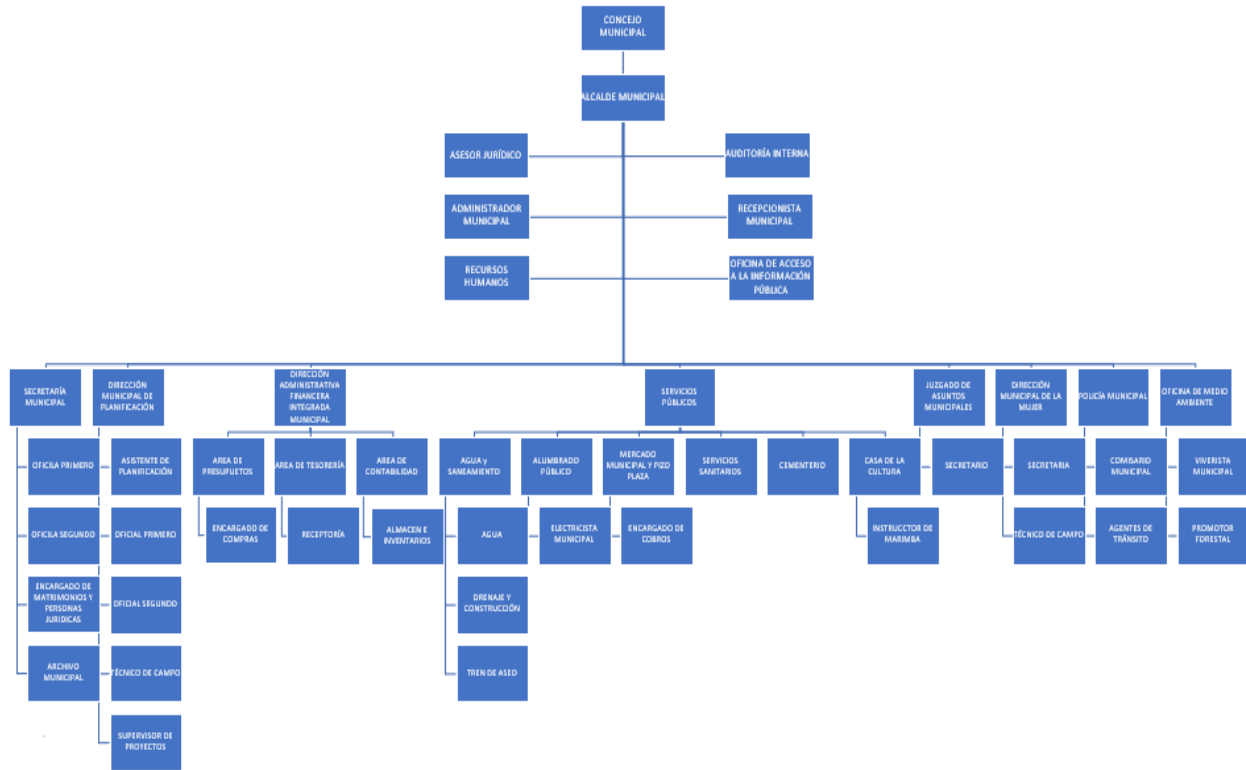 CONCEJO
MUNICIPAL
ALCALDE MUNICIPAL
ASESOR JURÍDICO
AUDITORÍA INTERNA
ADMINISTRADOR
MUNICIPAL
RECEPCIONISTA
MUNICIPAL
RECURSOS
HUMANOS
OFICINA DE ACCESO
A LA INFORMACIÓN
PÚBLICA
SECRETARÍA
MUNICIPAL
DIRECCIÓN
MUNICIPAL DE
PLANIFICACIÓN
DIRECCIÓN
ADMINISTRATIVA
FINANCERA
INTEGRADA
MUNICIPAL
SERVICIOS
PÚBLICOS
JUZGADO DE
ASUNTOS
MUNICIPALES
DIRECCIÓN
MUNICIPAL DE LA
MUJER
POLICÍA MUNICIPAL
OFICINA DE MEDIO
AMBIENTE
OFICILA PRIMERO
ASISTENTE DE
PLANIFICACIÓN
AREA DE
PRESUPUETOS
AREA DE TESORERÍA
AREA DE
CONTABILIDAD
AGUA y
SANEAMIENTO
ALUMBRADO
PÚBLICO
MERCADO
MUNICIPAL Y PIZO
PLAZA
SERVICIOS
SANITARIOS
CEMENTERIO
CASA DE LA
CULTURA
SECRETARIO
SECRETARIA
COMISARIO
MUNICIPAL
VIVERISTA
MUNICIPAL
OFICILA SEGUNDO
OFICIAL PRIMERO
ENCARGADO DE
COMPRAS
RECEPTORÍA
ALMACEN E
INVENTARIOS
AGUA
ELECTRICISTA
MUNICIPAL
ENCARGADO DE
COBROS
INSTRUCCTOR DE
MARIMBA
TÉCNICO DE CAMPO
AGENTES DE
TRÁNSITO
PROMOTOR
FORESTAL
ENCARGADO DE
MATRIMONIOS Y
PERSONAS
JURIDICAS
OFICIAL SEGUNDO
DRENAJE Y
CONSTRUCCIÓN
ARCHIVO
MUNICIPAL
TÉCNICO DE CAMPO
TREN DE ASEO
SUPERVISOR DE
PROYECTOS